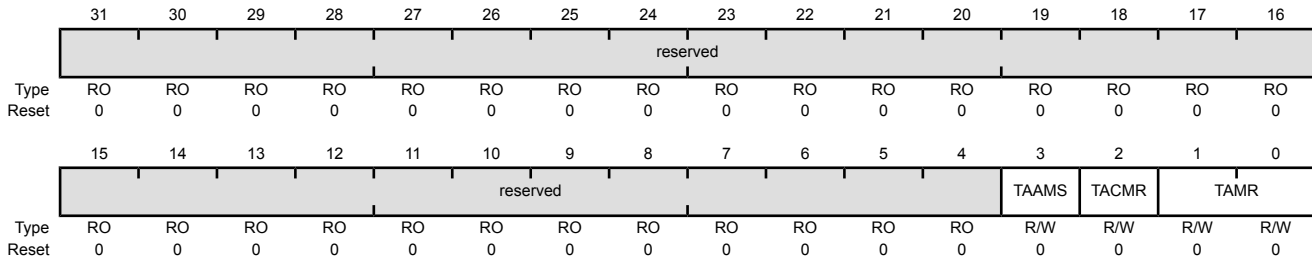 31 30 29 28 27 26 25 24 23 22 21 20 19 18 17 16
reserved
Type RO RO RO RO RO RO RO RO RO RO RO RO RO RO RO RO
Reset 0 0 0 0 0 0 0 0 0 0 0 0 0 0 0 0
15 14 13 12 11 10 9 8 7 6 5 4 3 2 1 0
reserved TAAMS TACMR TAMR
Type RO RO RO RO RO RO RO RO RO RO RO RO R/W R/W R/W R/W
Reset 0 0 0 0 0 0 0 0 0 0 0 0 0 0 0 0